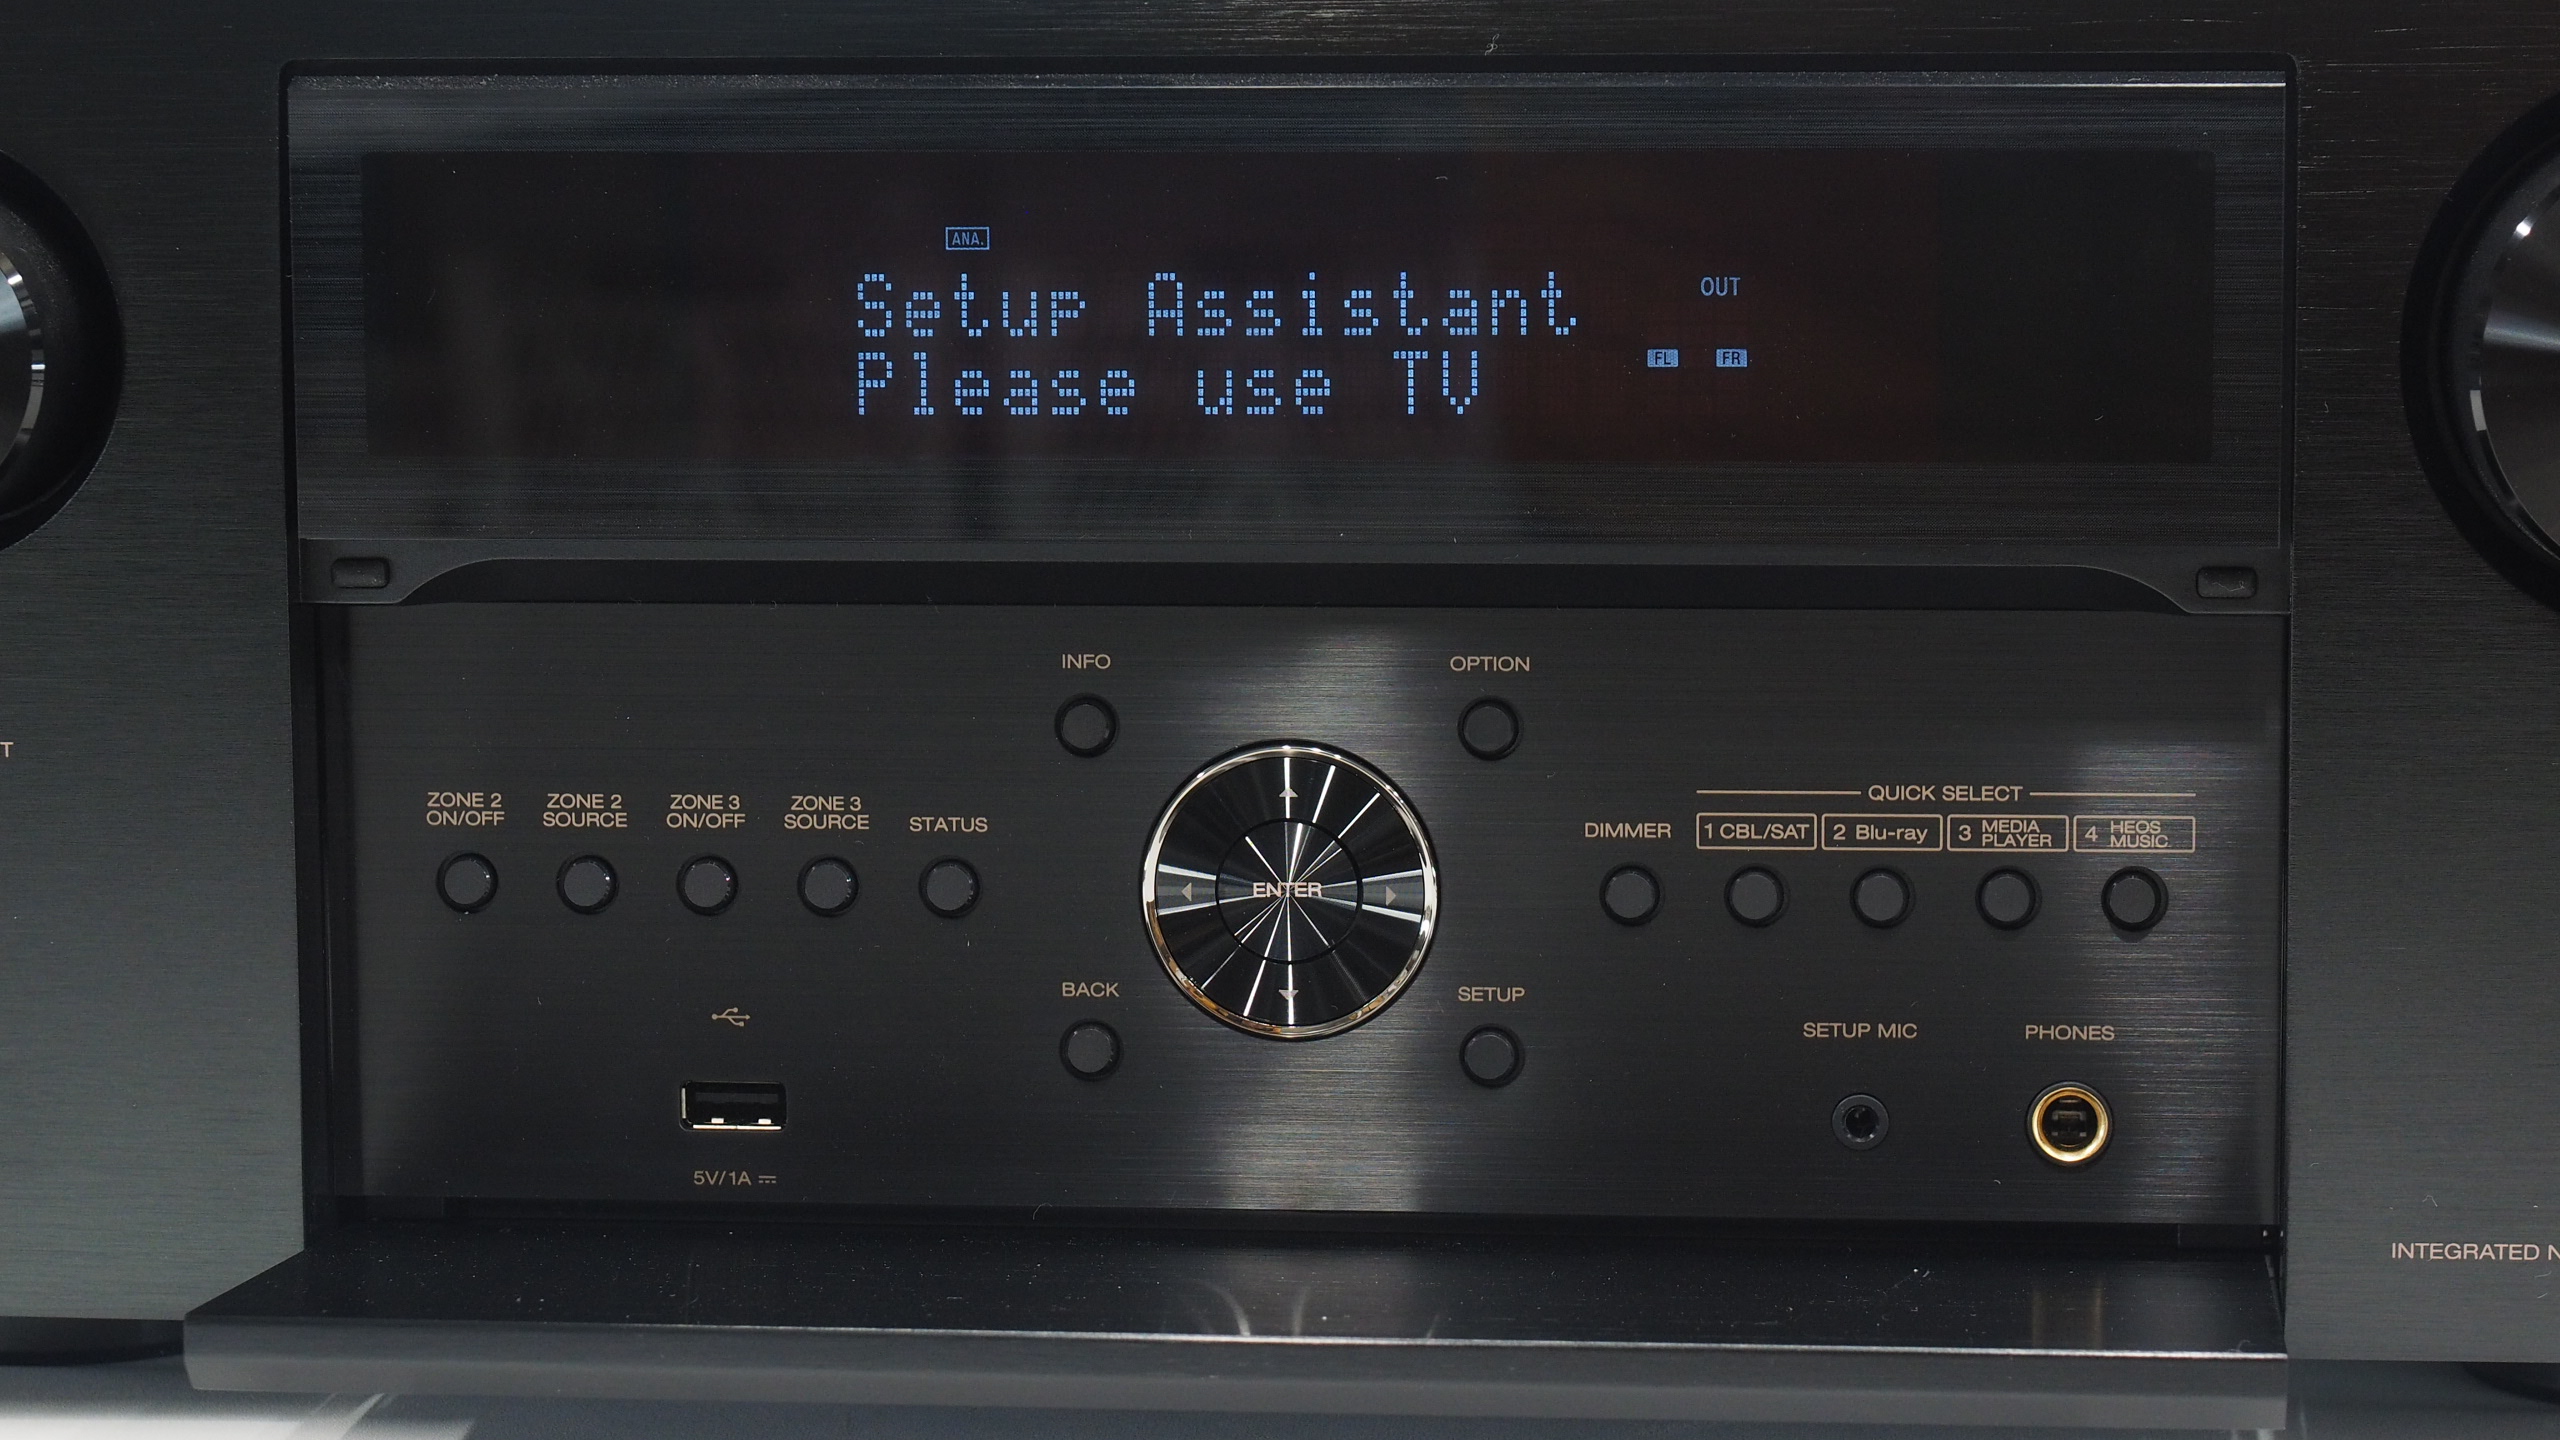 ANA.
Setup Assistant
OUT
Please use TV
FL FR
INFO
OPTION
T
ZONE 2
ON/OFF
ZONE 2
SOURCE
ZONE 3
ON/OFF
ZONE 3
SOURCE
STATUS
ENTER
DIMMER
QUICK SELECT
1 CBL/SAT
2 Blu-ray
3 MEDIA
PLAYER
4 HEOS
MUSIC
BACK
SETUP
SETUP MIC
PHONES
5V/1A
INTEGRATED N